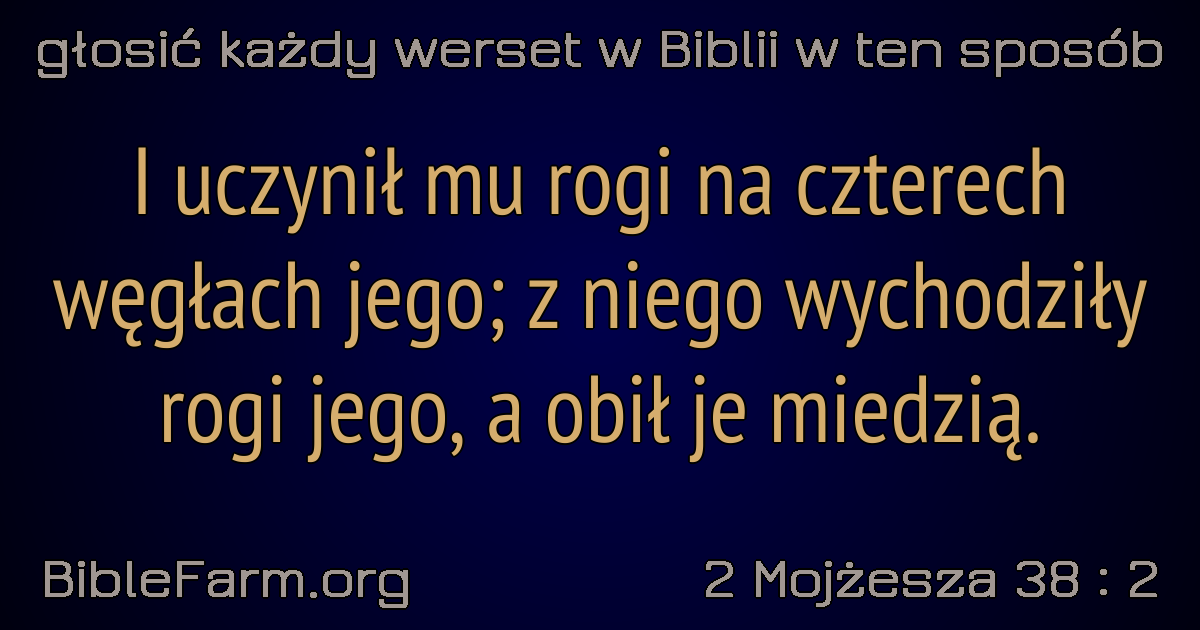 głosić każdy werset w Biblii w ten sposób
I uczynił mu rogi na czterech
węgłach jego; z niego wychodziły
rogi jego, a obił je miedzią.
BibleFarm.org
2 Mojżesza 38 : 2